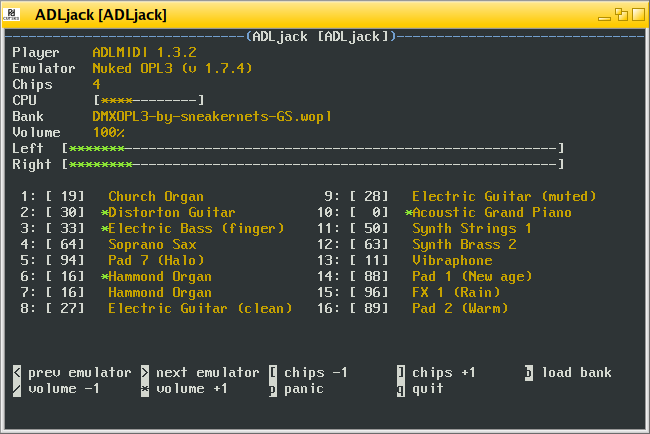 ADLjack [ADLjack]
(ADLjack [ADLjack])
Player ADLMIDI 1.3.2
Emulator Nuked OPL3 (v 1.7.4)
Chips 4
CPU [****--------]
Bank DMXOPL3-by-sneakernets-GS.wopl
Volume 100%
Left [*******------------------------------------------------------]
Right [********-----------------------------------------------------]
1: [ 19] Church Organ 9: [ 28] Electric Guitar (muted)
2: [ 30] *Distorton Guitar 10: [ 0] *Acoustic Grand Piano
3: [ 33] *Electric Bass (finger) 11: [ 50] Synth Strings 1
4: [ 64] Soprano Sax 12: [ 63] Synth Brass 2
5: [ 94] Pad 7 (Halo) 13: [ 11] Vibraphone
6: [ 16] *Hammond Organ 14: [ 88] Pad 1 (New age)
7: [ 16] Hammond Organ 15: [ 96] FX 1 (Rain)
8: [ 27] Electric Guitar (clean) 16: [ 89] Pad 2 (Warm)
< prev emulator > next emulator [ chips -1 ] chips +1 b load bank
/ volume -1 * volume +1 p panic q quit